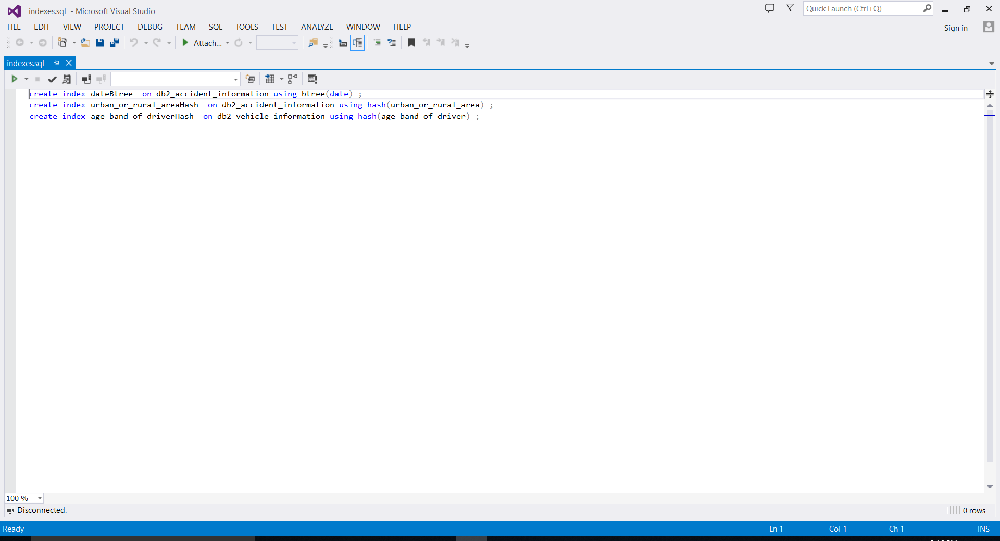 indexes.sql - Microsoft Visual Studio
Quick Launch (Ctrl+Q)
FILE EDIT VIEW PROJECT DEBUG TEAM SQL TOOLS TEST ANALYZE WINDOW HELP
Sign in
Attach...
indexes.sql
create index dateBtree  on db2_accident_information using btree(date) ;
create index urban_or_rural_areaHash  on db2_accident_information using hash(urban_or_rural_area) ;
create index age_band_of_driverHash  on db2_vehicle_information using hash(age_band_of_driver) ;
100 %
Disconnected.
0 rows
Ready
Ln 1 Col 1 Ch 1 INS